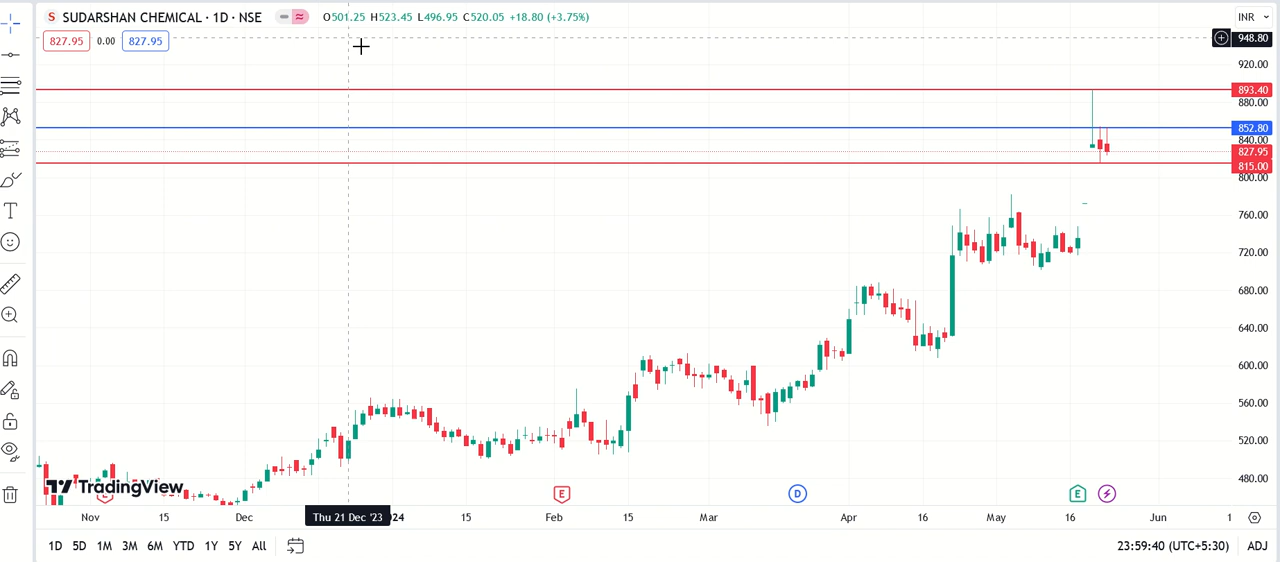 SUDARSHAN CHEMICAL · 1D · NSE O501.25 H523.45 L496.95 C520.05 +18.80 (+3.75%) INR
827.95 0.00 827.95
948.80
920.00
893.40
880.00
852.80
840.00
827.95
815.00
800.00
760.00
720.00
680.00
640.00
600.00
560.00
520.00
480.00
TradingView
E E D E
Nov 15 Dec Thu 21 Dec '23 24 15 Feb 15 Mar Apr 16 May 16 Jun 1
1D 5D 1M 3M 6M YTD 1Y 5Y All 23:59:40 (UTC+5:30) ADJ